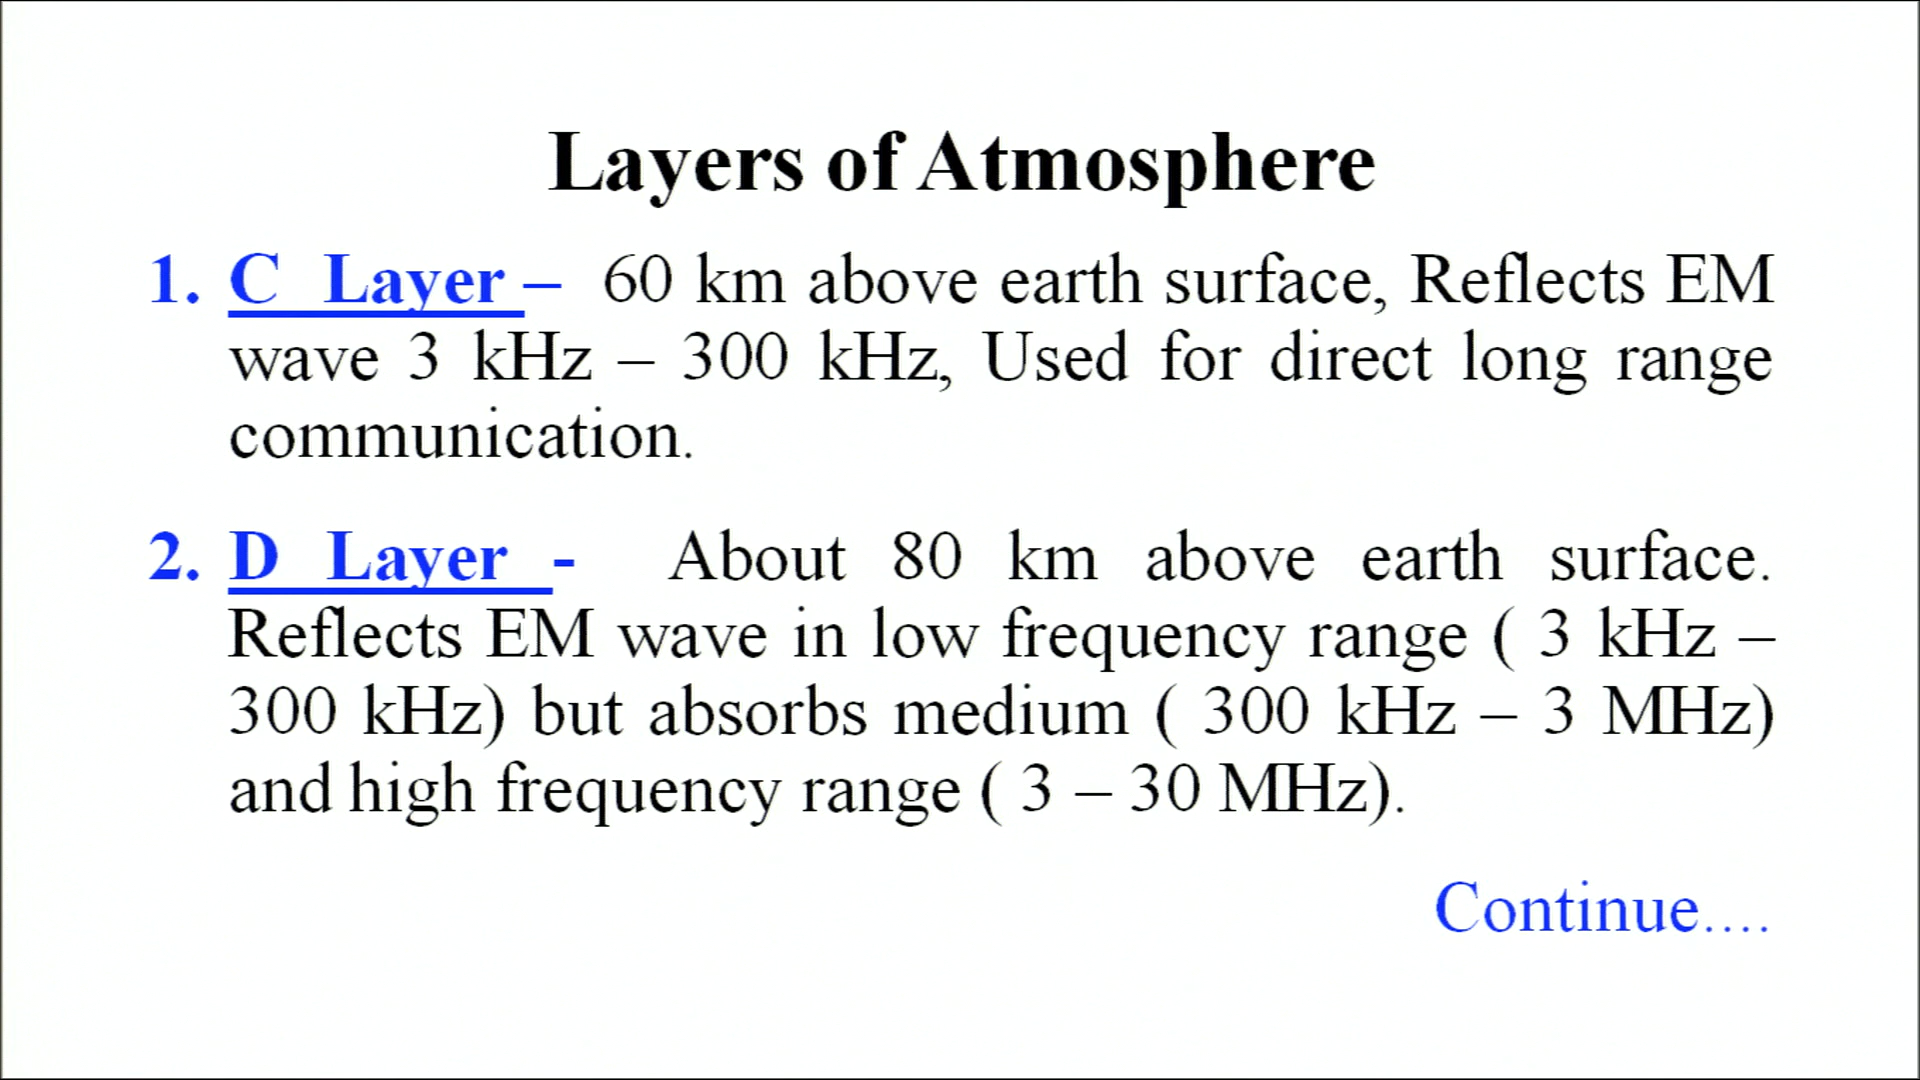 Layers of Atmosphere
1. C Layer – 60 km above earth surface, Reflects EM
wave 3 kHz – 300 kHz, Used for direct long range
communication.
2. D Layer - About 80 km above earth surface.
Reflects EM wave in low frequency range ( 3 kHz –
300 kHz) but absorbs medium ( 300 kHz – 3 MHz)
and high frequency range ( 3 – 30 MHz).
Continue....